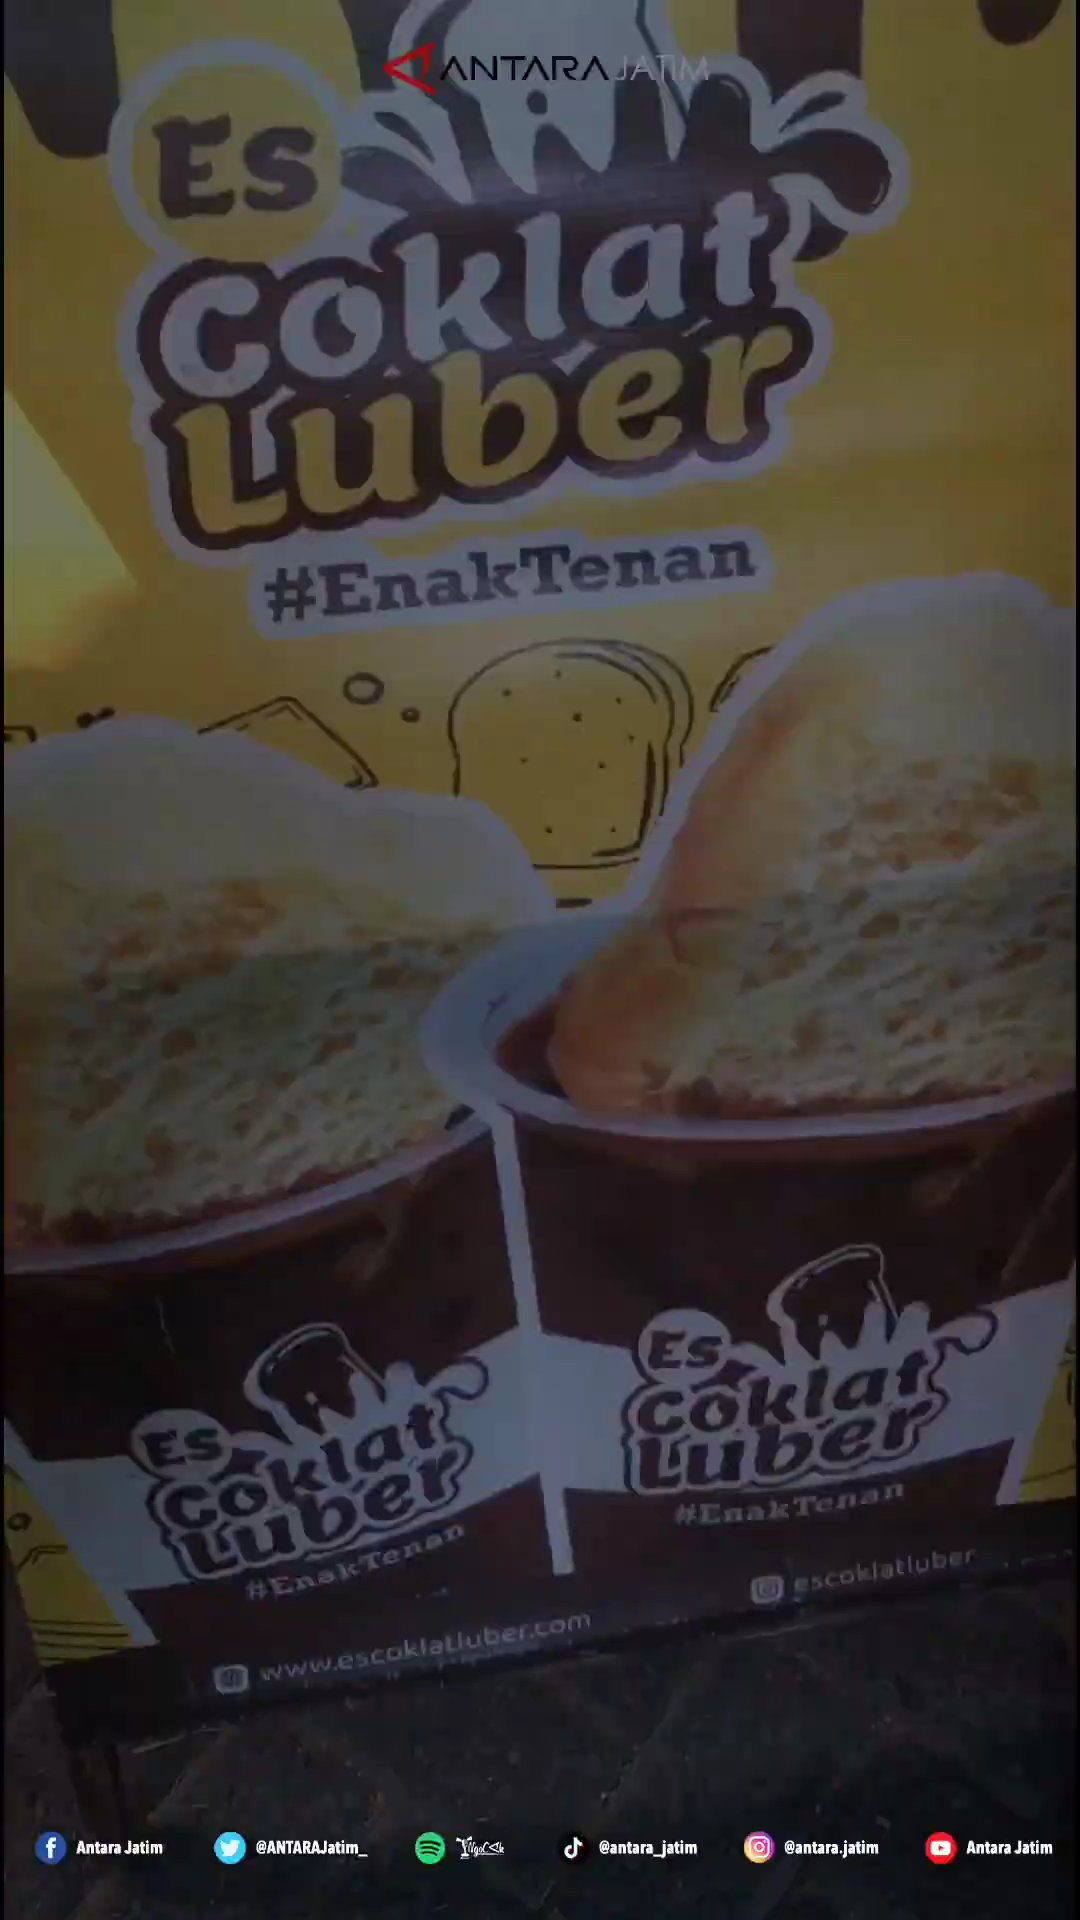 ANTARA JATIM
Es
Coklat
Luber
#EnakTenan
Es
Coklat
Luber
#EnakTenan
Es
Coklat
Luber
#EnakTenan
www.escoklatluber.com
escoklatluber
Antara Jatim
@ANTARAJatim_
@antara_jatim
@antara.jatim
Antara Jatim